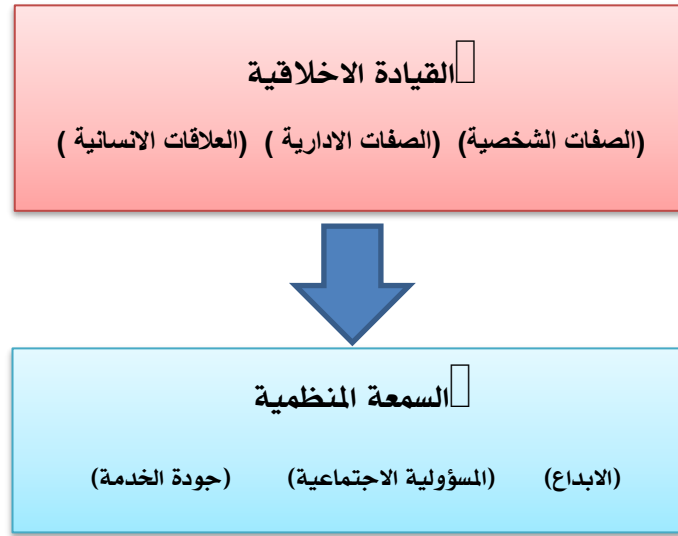 القيادة الاخلاقية
(الصفات الشخصية) (الصفات الادارية ) (العلاقات الانسانية )
السمعة المنظمية
(الابداع) (المسؤولية الاجتماعية) (جودة الخدمة)